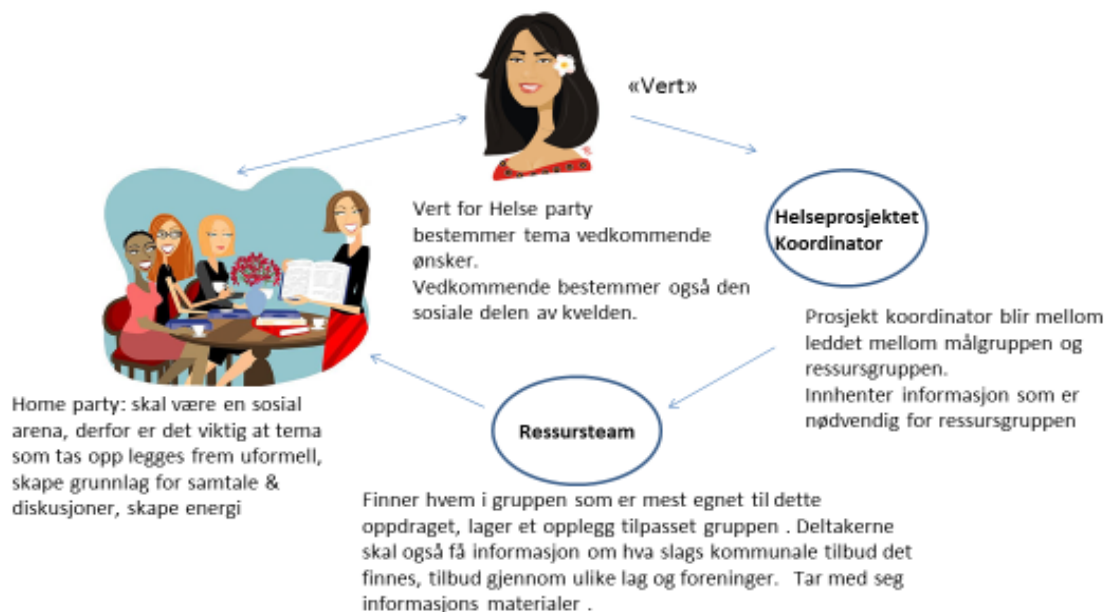 «Vert»
Vert for Helse party
bestemmer tema vedkommende
ønsker.
Vedkommende bestemmer også den
sosiale delen av kvelden.
Helseprosjektet
Koordinator
Prosjekt koordinator blir mellom
leddet mellom målgruppen og
ressursgruppen.
Innhenter informasjon som er
nødvendig for ressursgruppen
Ressursteam
Finner hvem i gruppen som er mest egnet til dette
oppdraget, lager et opplegg tilpasset gruppen . Deltakerne
skal også få informasjon om hva slags kommunale tilbud det
finnes, tilbud gjennom ulike lag og foreninger.  Tar med seg
informasjons materialer .
Home party: skal være en sosial
arena, derfor er det viktig at tema
som tas opp legges frem uformell,
skape grunnlag for samtale &
diskusjoner, skape energi